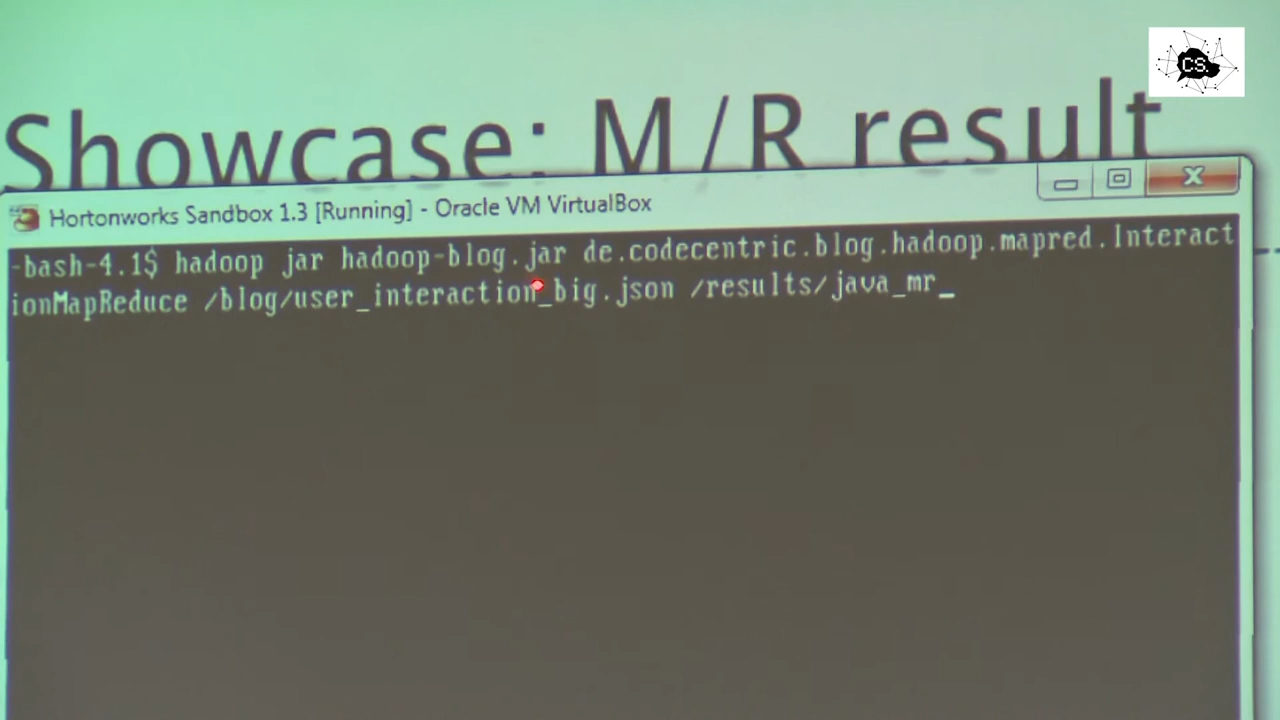 CS.
Showcase: M/R result
Hortonworks Sandbox 1.3 [Running] - Oracle VM VirtualBox
-bash-4.1$ hadoop jar hadoop-blog.jar de.codecentric.blog.hadoop.mapred.Interact
ionMapReduce /blog/user_interaction_big.json /results/java_mr_